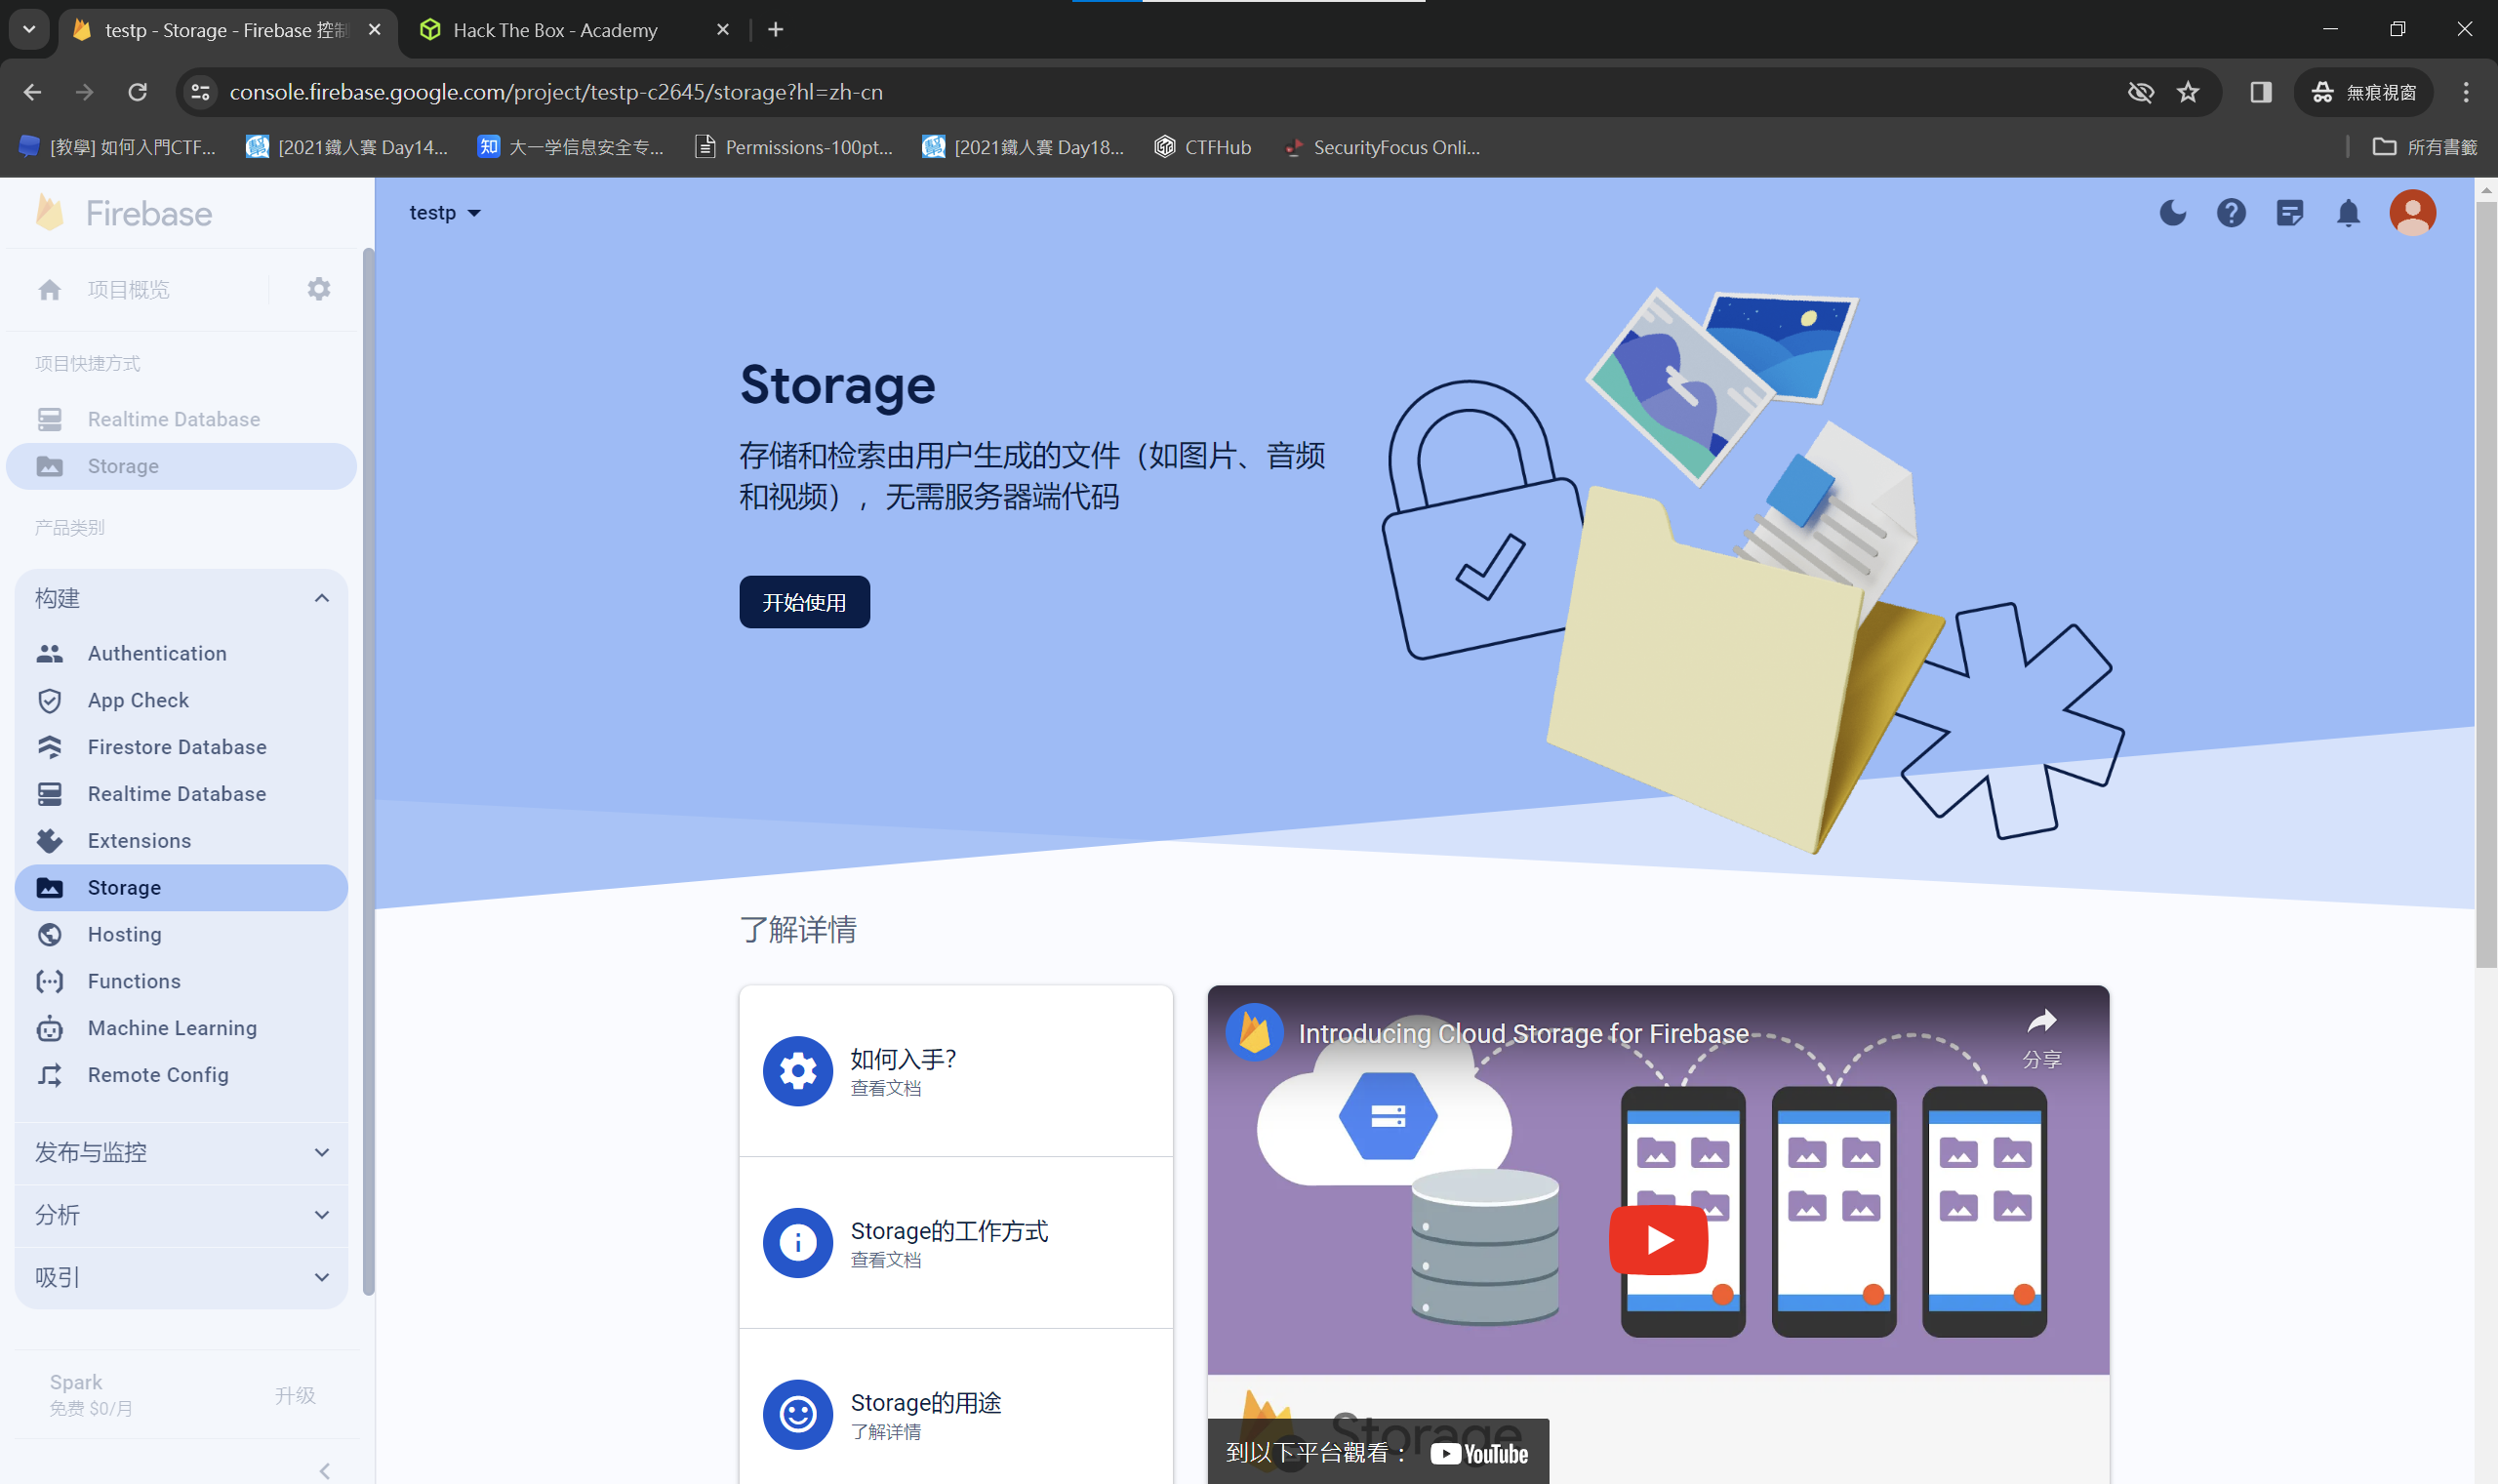 testp - Storage - Firebase 控制
Hack The Box - Academy
console.firebase.google.com/project/testp-c2645/storage?hl=zh-cn
無痕視窗
[教學] 如何入門CTF...
[2021鐵人賽 Day14...
知 大一学信息安全专...
Permissions-100pt...
[2021鐵人賽 Day18...
CTFHub
SecurityFocus Onli...
所有書籤
Firebase
testp
项目概览
项目快捷方式
Realtime Database
Storage
产品类别
构建
Authentication
App Check
Firestore Database
Realtime Database
Extensions
Storage
Hosting
Functions
Machine Learning
Remote Config
发布与监控
分析
吸引
Spark
免费 $0/月
升级
Storage
存储和检索由用户生成的文件（如图片、音频
和视频），无需服务器端代码
开始使用
了解详情
如何入手？
查看文档
Storage的工作方式
查看文档
Storage的用途
了解详情
Introducing Cloud Storage for Firebase
分享
Storage
到以下平台觀看：
YouTube